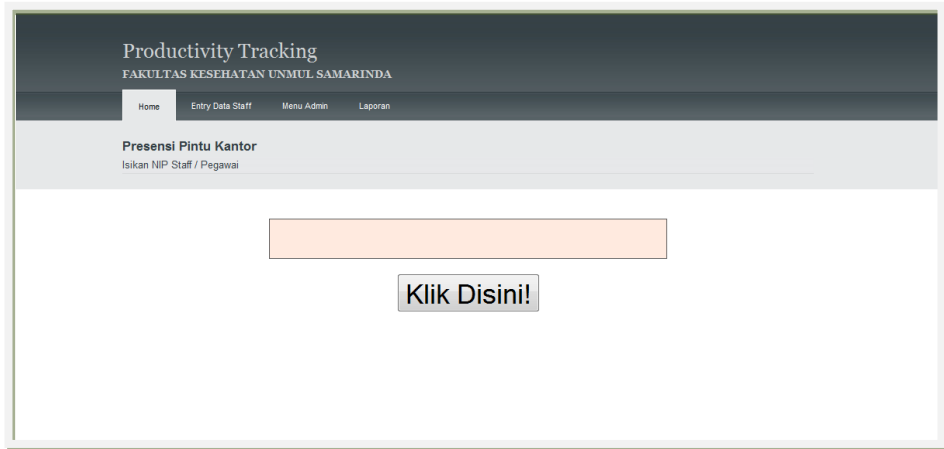 Productivity Tracking
FAKULTAS KESEHATAN UNMUL SAMARINDA
Home Entry Data Staff Menu Admin Laporan
Presensi Pintu Kantor
Isikan NIP Staff / Pegawai
Klik Disini!